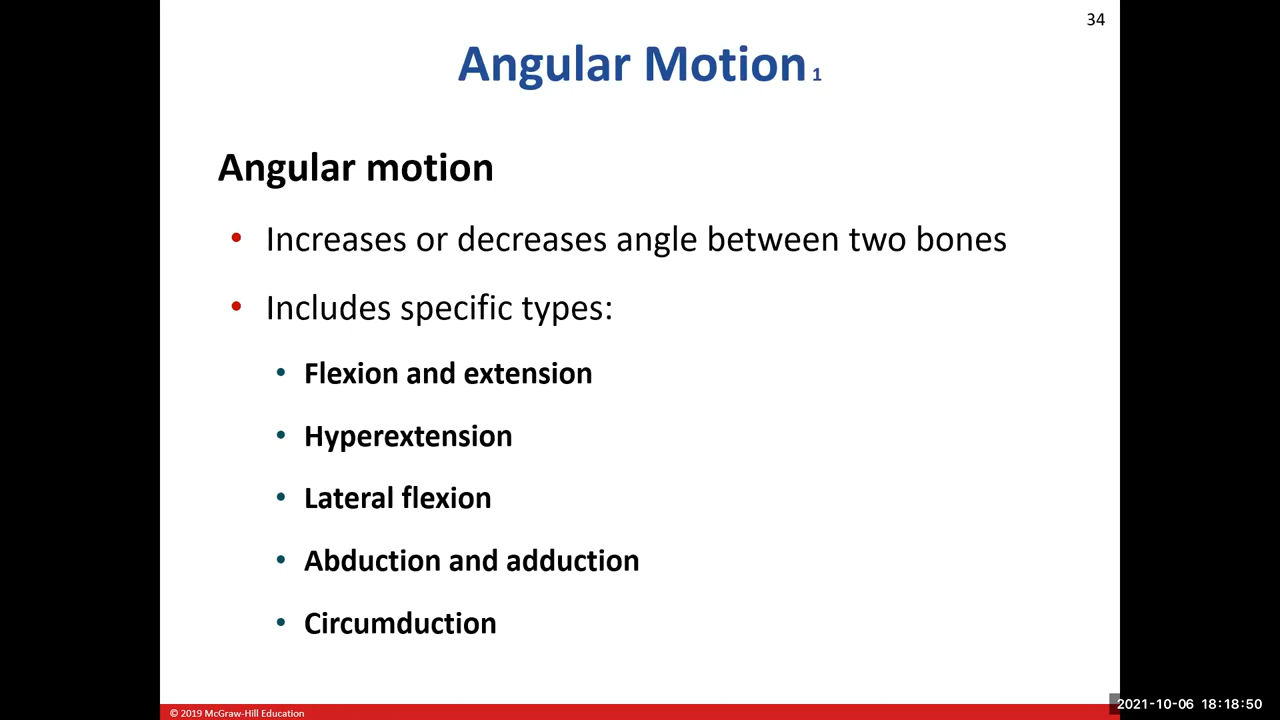 34
Angular Motion 1
Angular motion
• Increases or decreases angle between two bones
• Includes specific types:
• Flexion and extension
• Hyperextension
• Lateral flexion
• Abduction and adduction
• Circumduction
© 2019 McGraw-Hill Education
2021-10-06 18:18:50